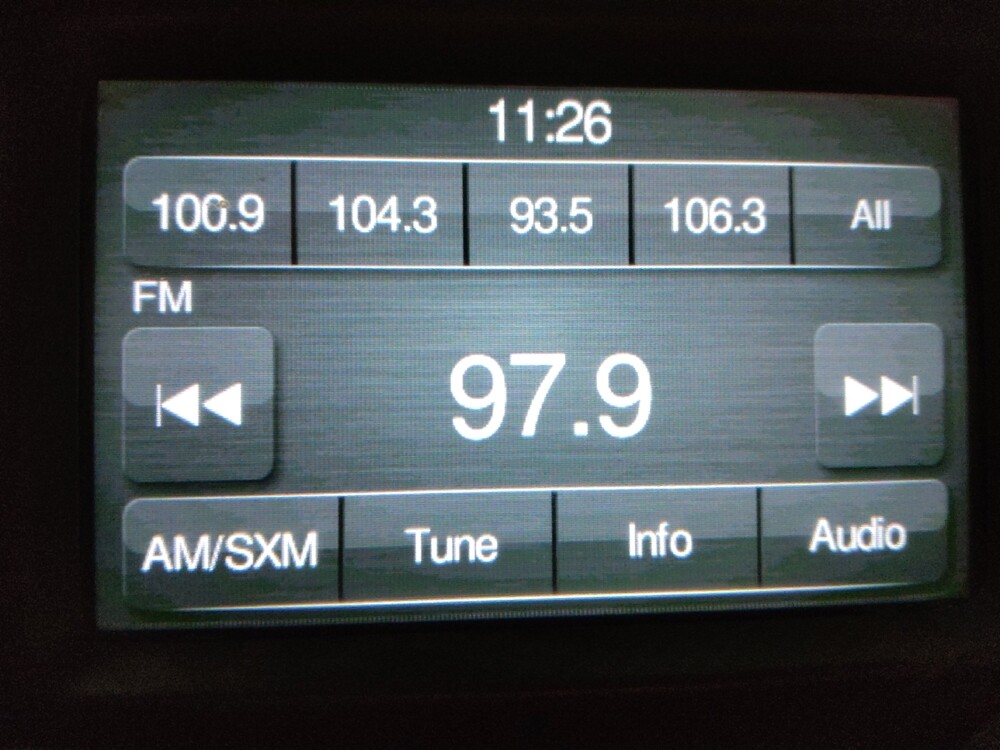 11:26
100.9 104.3 93.5 106.3 All
FM
97.9
AM/SXM Tune Info Audio